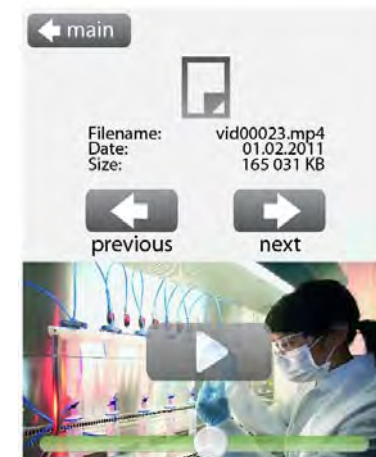 main
Filename: vid00023.mp4
Date: 01.02.2011
Size: 165 031 KB
previous next